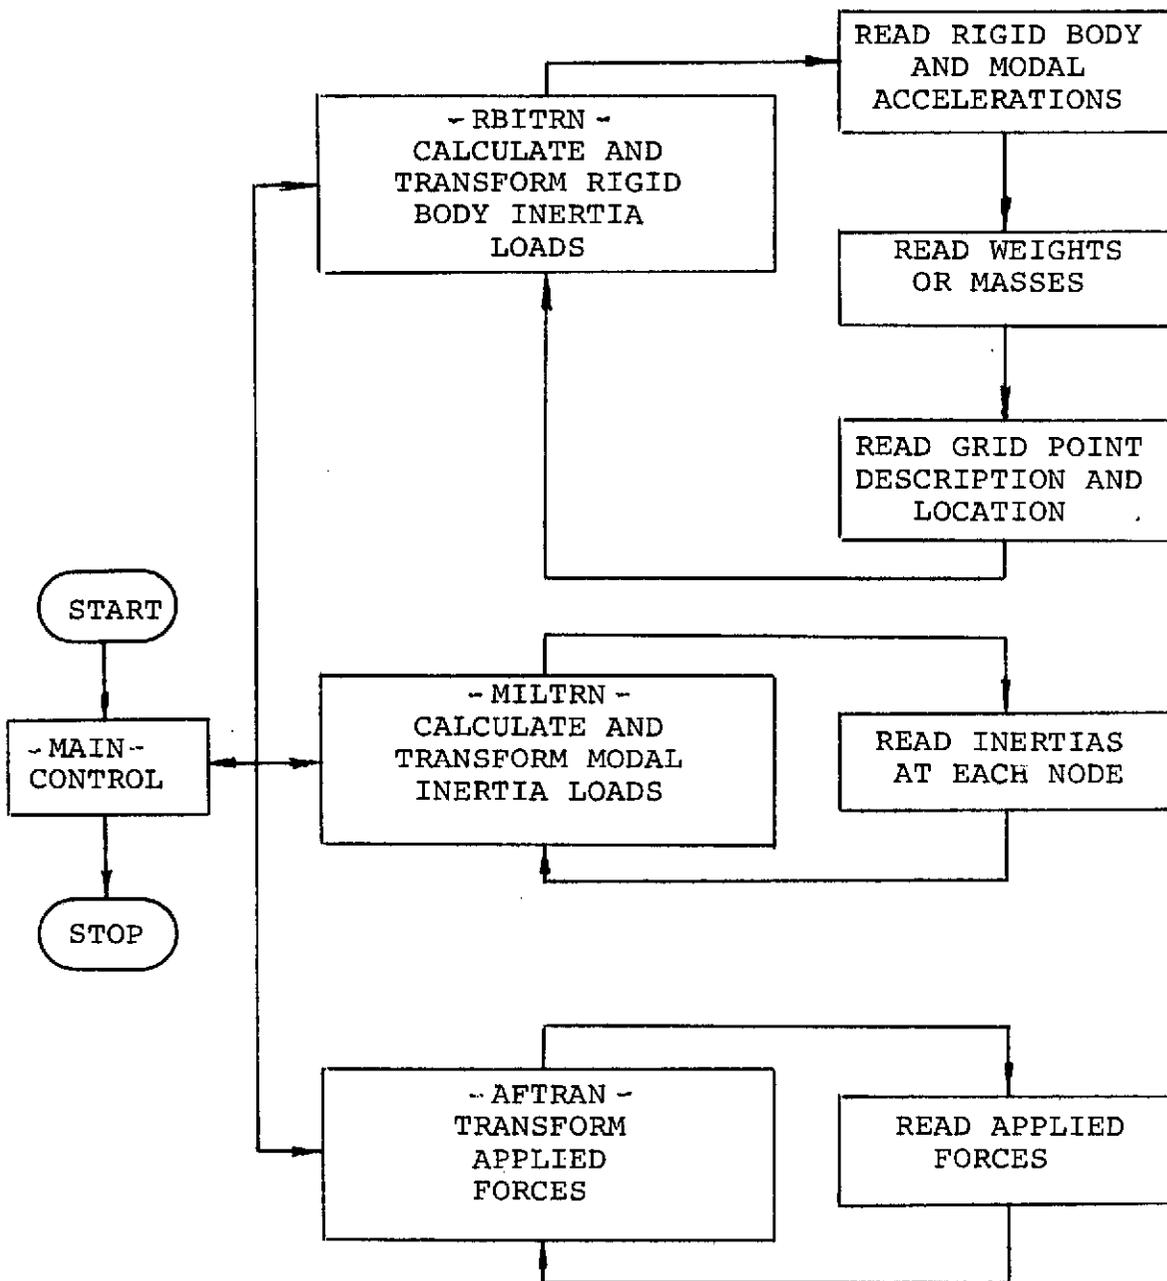 READ RIGID BODY
AND MODAL
ACCELERATIONS
- RBITRN -
CALCULATE AND
TRANSFORM RIGID
BODY INERTIA
LOADS
READ WEIGHTS
OR MASSES
READ GRID POINT
DESCRIPTION AND
LOCATION
START
- MAIN -
CONTROL
STOP
- MILTRN -
CALCULATE AND
TRANSFORM MODAL
INERTIA LOADS
READ INERTIAS
AT EACH NODE
- AFTRAN -
TRANSFORM
APPLIED
FORCES
READ APPLIED
FORCES